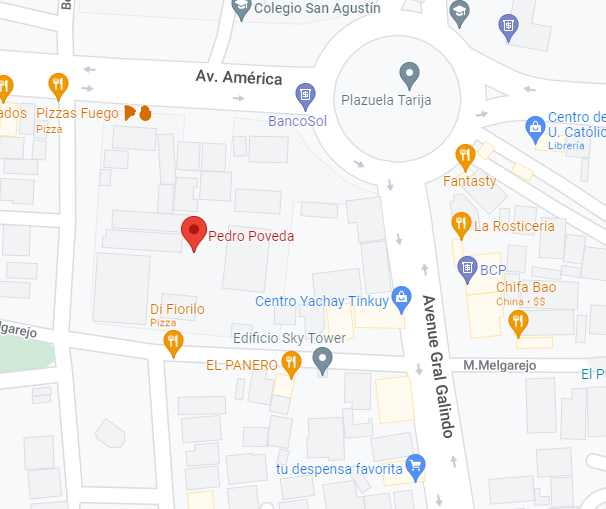 Colegio San Agustín
Av. América
Plazuela Tarija
ados
Pizzas Fuego
Pizza
BancoSol
Centro de
U. Católic
Librería
Fantasty
La Rosticeria
Pedro Poveda
BCP
Chifa Bao
China • $$
Centro Yachay Tinkuy
Di Fiorilo
Pizza
Avenue Gral Galindo
lgarejo
Edificio Sky Tower
EL PANERO
M.Melgarejo
El P
tu despensa favorita